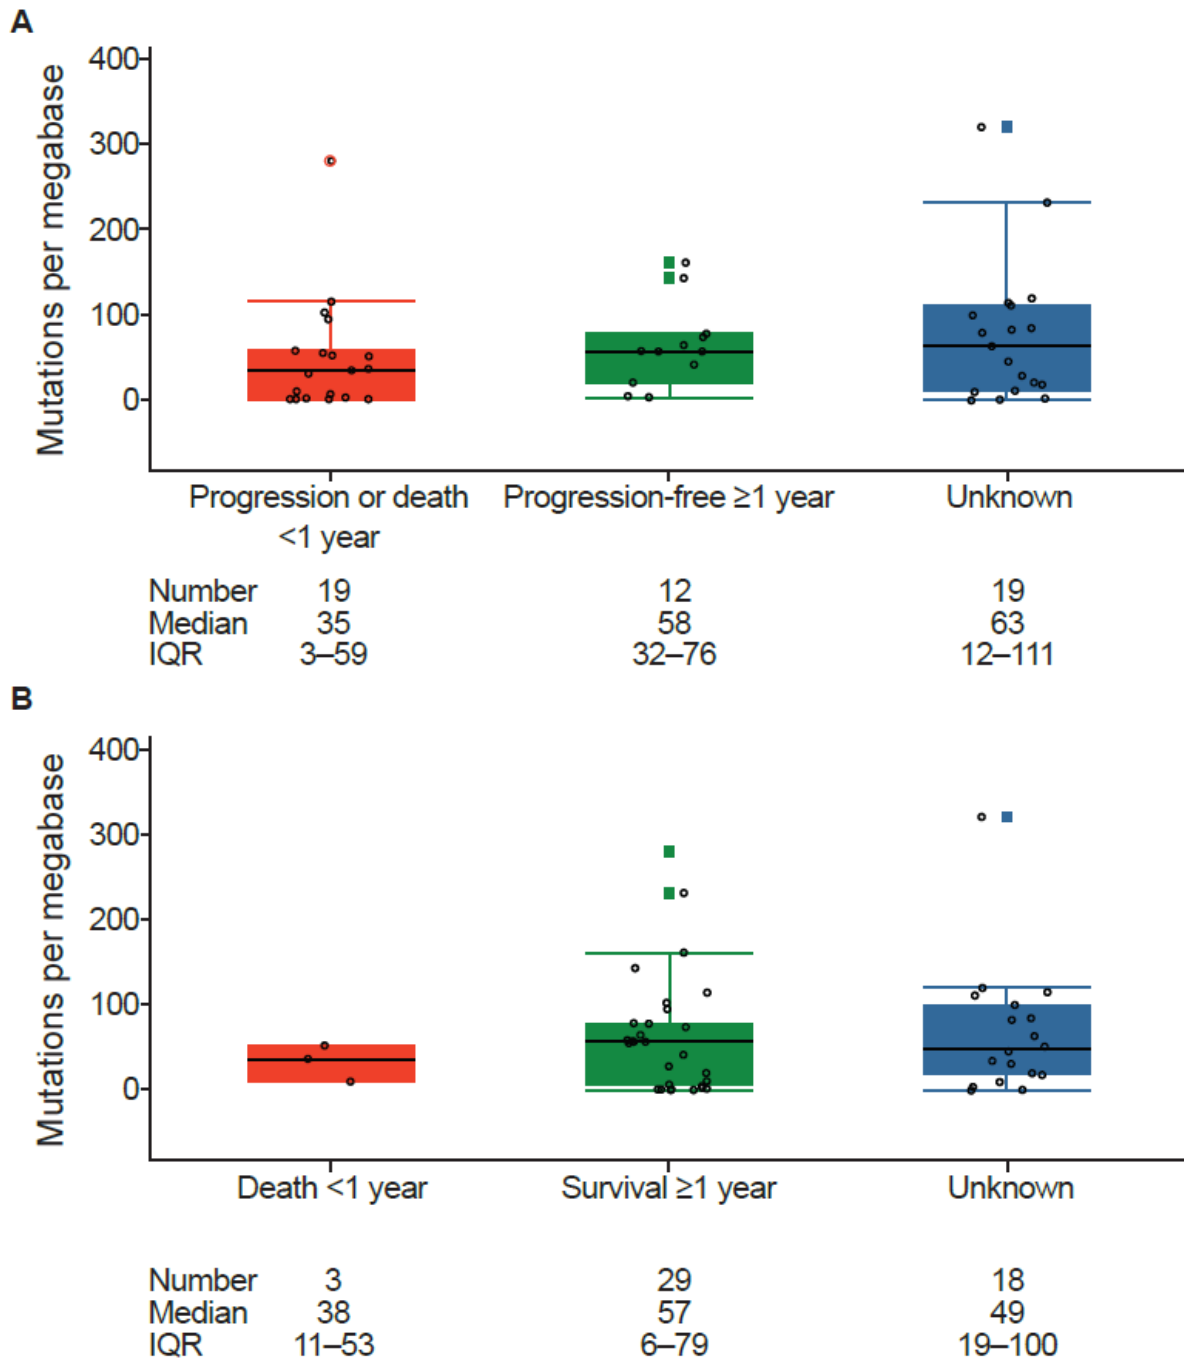 A
400
300
200
100
0
Mutations per megabase
Progression or death
<1 year
Progression-free ≥1 year
Unknown
Number 19 12 19
Median 35 58 63
IQR 3–59 32–76 12–111
B
400
300
200
100
0
Mutations per megabase
Death <1 year
Survival ≥1 year
Unknown
Number 3 29 18
Median 38 57 49
IQR 11–53 6–79 19–100